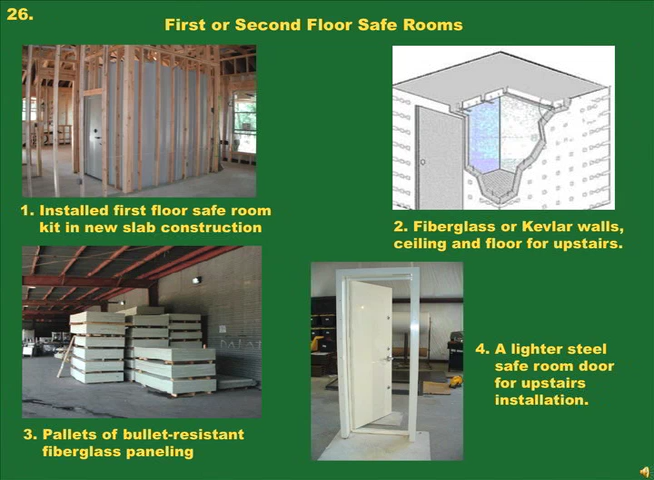 26.
First or Second Floor Safe Rooms
1. Installed first floor safe room
kit in new slab construction
2. Fiberglass or Kevlar walls,
ceiling and floor for upstairs.
3. Pallets of bullet-resistant
fiberglass paneling
4. A lighter steel
safe room door
for upstairs
installation.